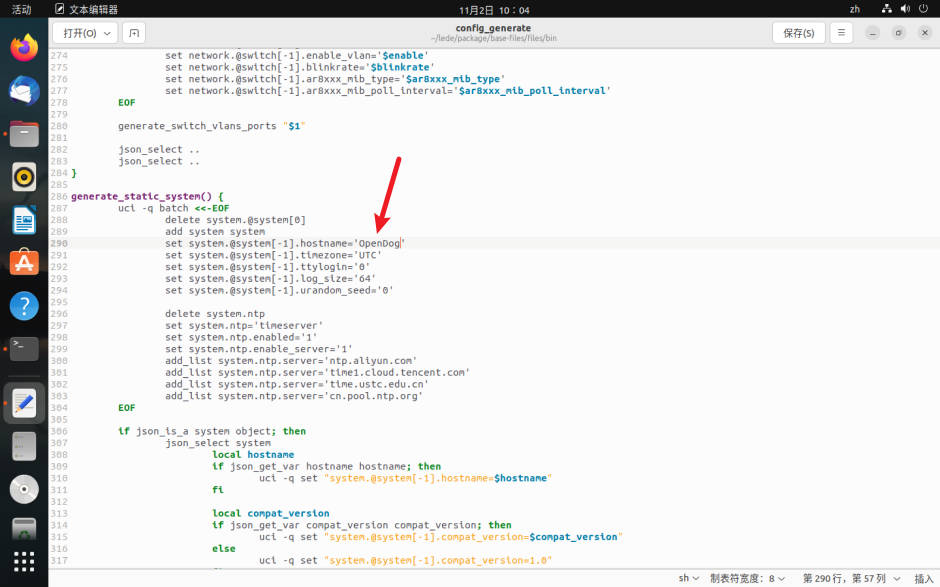 活动 文本编辑器 11月2日 10:04 zh
打开(O) config_generate 保存(S)
~/lede/package/base-files/files/bin
274 set network.@switch[-1].enable_vlan='$enable'
275 set network.@switch[-1].blinkrate='$blinkrate'
276 set network.@switch[-1].ar8xxx_mib_type='$ar8xxx_mib_type'
277 set network.@switch[-1].ar8xxx_mib_poll_interval='$ar8xxx_mib_poll_interval'
278 EOF
279
280 generate_switch_vlans_ports "$1"
281
282 json_select ..
283 json_select ..
284 }
285
286 generate_static_system() {
287 uci -q batch <<-EOF
288 delete system.@system[0]
289 add system system
290 set system.@system[-1].hostname='OpenDog'
291 set system.@system[-1].timezone='UTC'
292 set system.@system[-1].ttylogin='0'
293 set system.@system[-1].log_size='64'
294 set system.@system[-1].urandom_seed='0'
295
296 delete system.ntp
297 set system.ntp='timeserver'
298 set system.ntp.enabled='1'
299 set system.ntp.enable_server='1'
300 add_list system.ntp.server='ntp.aliyun.com'
301 add_list system.ntp.server='time1.cloud.tencent.com'
302 add_list system.ntp.server='time.ustc.edu.cn'
303 add_list system.ntp.server='cn.pool.ntp.org'
304 EOF
305
306 if json_is_a system object; then
307 json_select system
308 local hostname
309 if json_get_var hostname hostname; then
310 uci -q set "system.@system[-1].hostname=$hostname"
311 fi
312
313 local compat_version
314 if json_get_var compat_version compat_version; then
315 uci -q set "system.@system[-1].compat_version=$compat_version"
316 else
317 uci -q set "system.@system[-1].compat_version=1.0"
sh 制表符宽度：8 第 290 行，第 57 列 插入